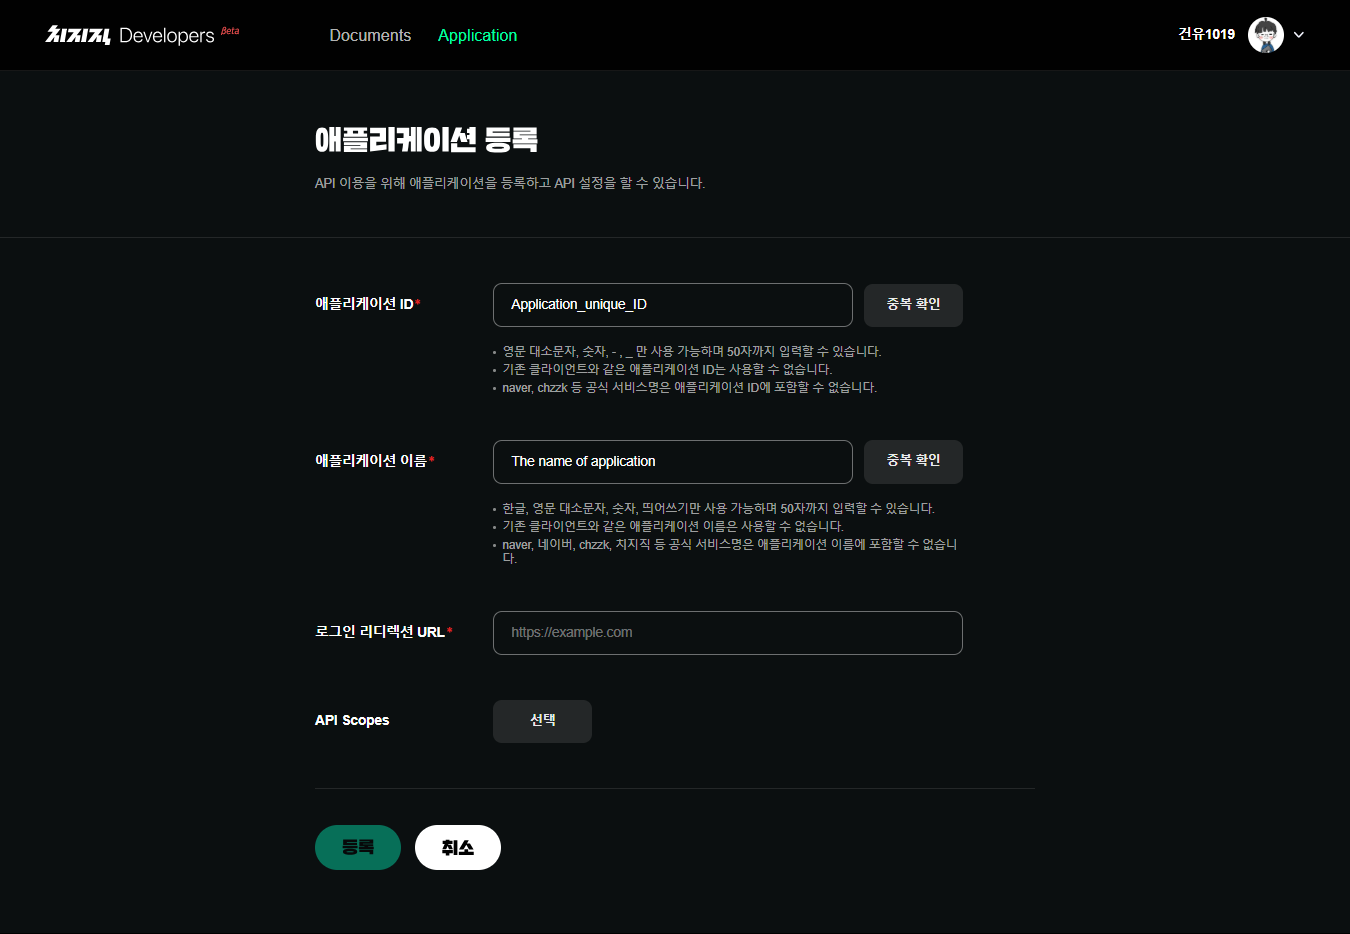 치지직 Developers Beta
Documents
Application
건유1019
애플리케이션 등록
API 이용을 위해 애플리케이션을 등록하고 API 설정을 할 수 있습니다.
애플리케이션 ID*
Application_unique_ID
중복 확인
• 영문 대소문자, 숫자, - , _ 만 사용 가능하며 50자까지 입력할 수 있습니다.
• 기존 클라이언트와 같은 애플리케이션 ID는 사용할 수 없습니다.
• naver, chzzk 등 공식 서비스명은 애플리케이션 ID에 포함할 수 없습니다.
애플리케이션 이름*
The name of application
중복 확인
• 한글, 영문 대소문자, 숫자, 띄어쓰기만 사용 가능하며 50자까지 입력할 수 있습니다.
• 기존 클라이언트와 같은 애플리케이션 이름은 사용할 수 없습니다.
• naver, 네이버, chzzk, 치지직 등 공식 서비스명은 애플리케이션 이름에 포함할 수 없습니
다.
로그인 리디렉션 URL*
https://example.com
API Scopes
선택
등록
취소